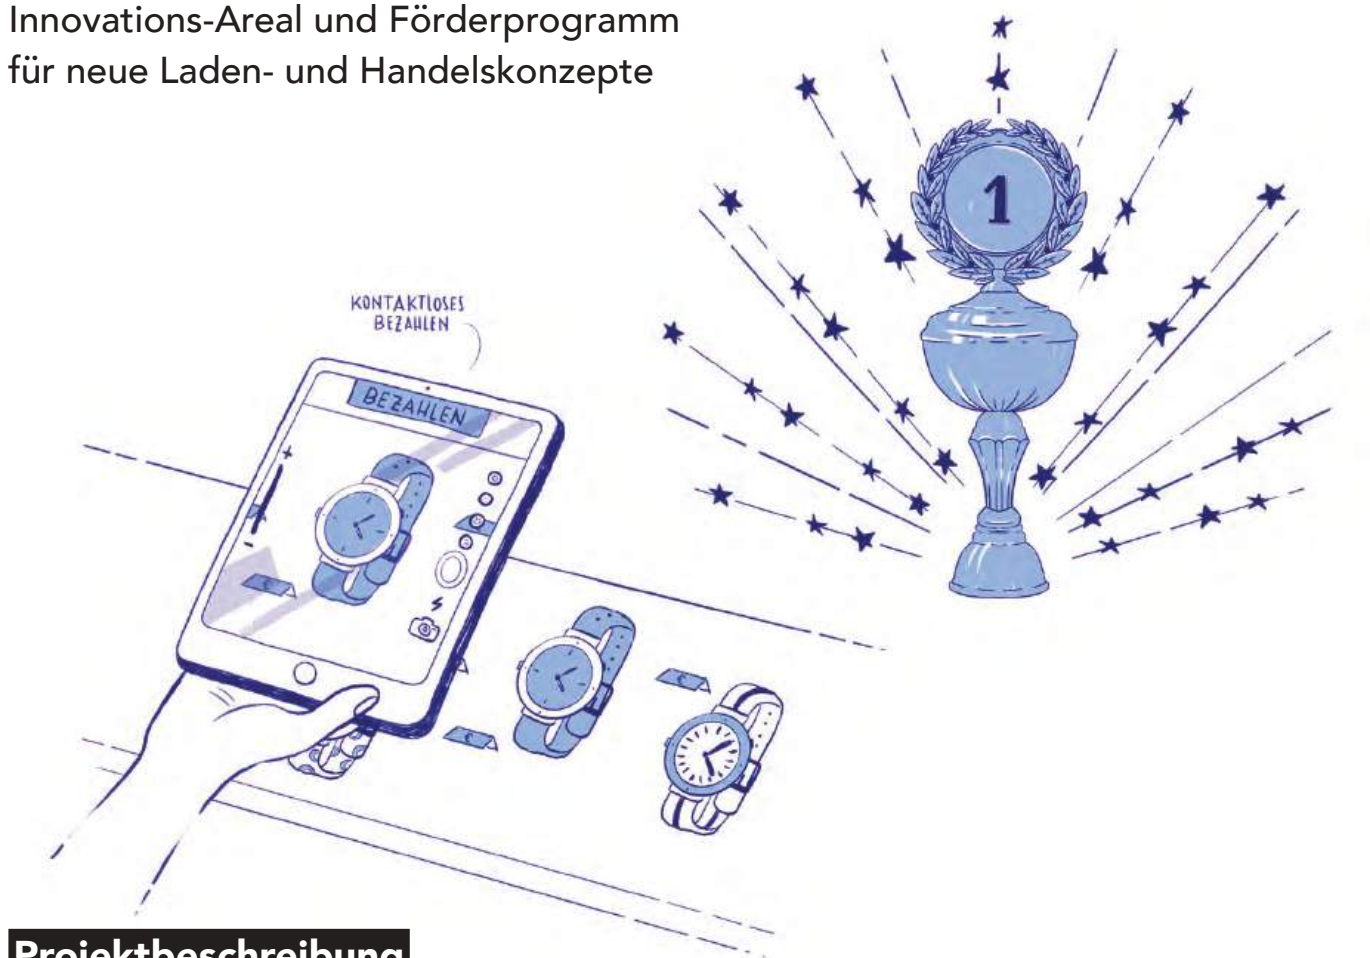 Innovations-Areal und Förderprogramm
für neue Laden- und Handelskonzepte
1
KONTAKTLOSES
BEZAHLEN
BEZAHLEN
+
-
€
€
€
Projektbeschreibung